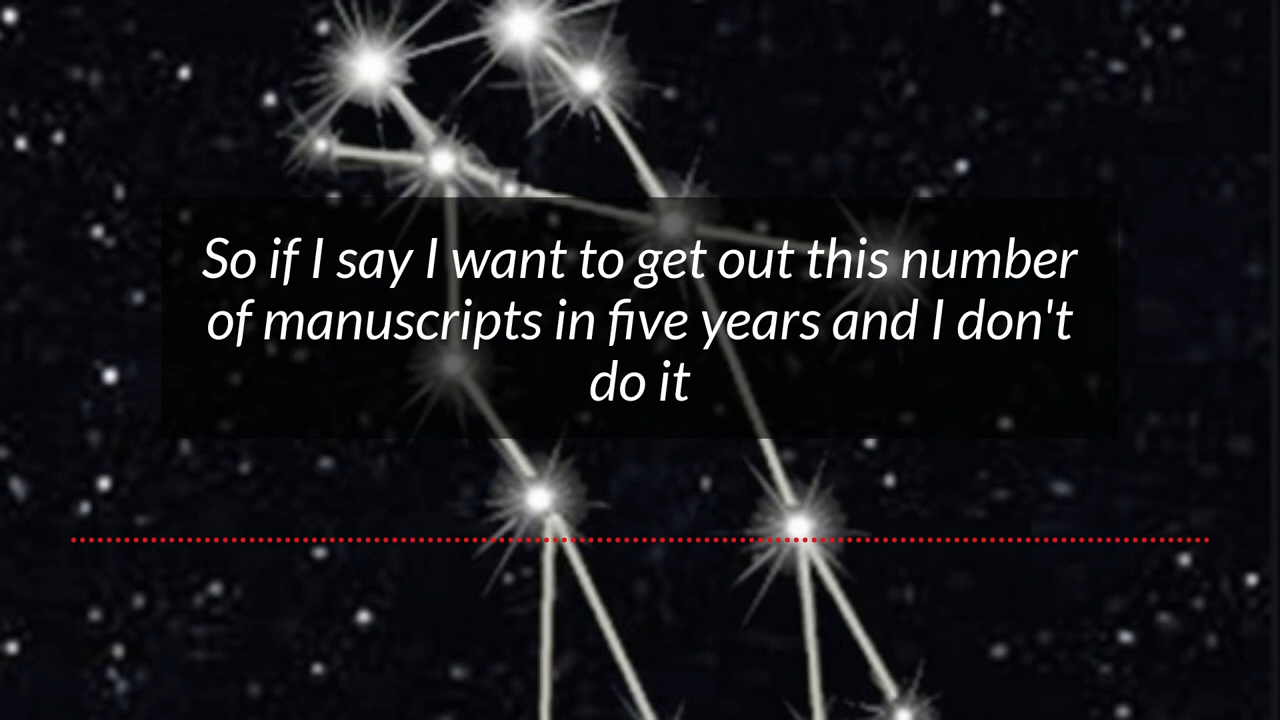 So if I say I want to get out this number
of manuscripts in five years and I don't
do it